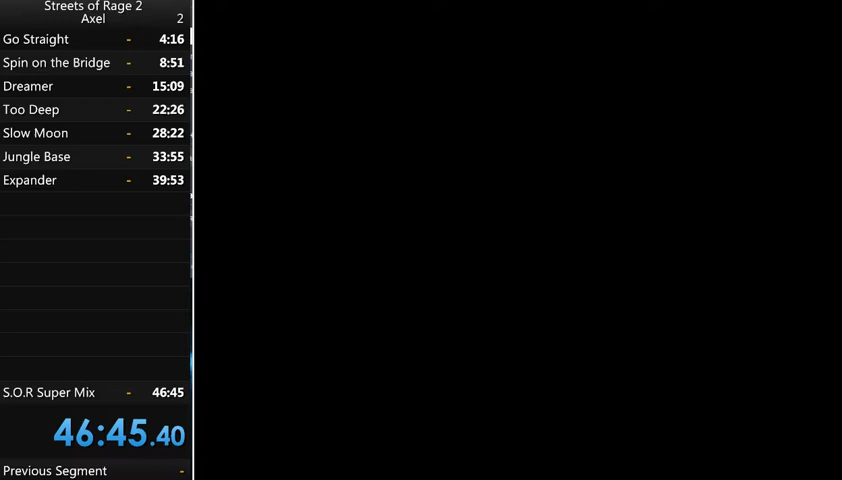 Streets of Rage 2
Axel 2
Go Straight - 4:16
Spin on the Bridge - 8:51
Dreamer - 15:09
Too Deep - 22:26
Slow Moon - 28:22
Jungle Base - 33:55
Expander - 39:53
S.O.R Super Mix - 46:45
46:45.40
Previous Segment -